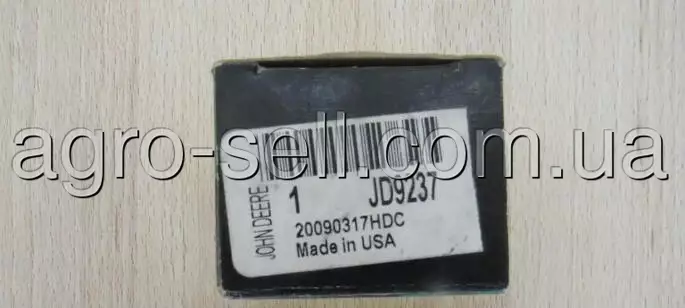 agro-sell.com.ua
JOHN DEERE
1 JD9237
20090317HDC
Made in USA